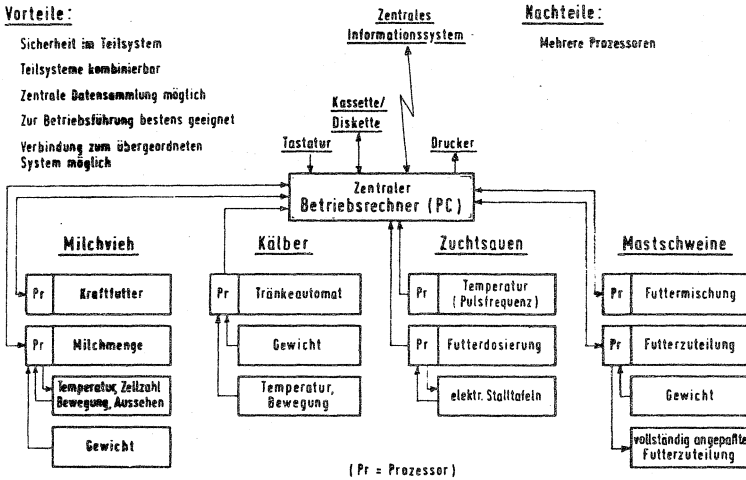 Vorteile:
Sicherheit im Teilsystem
Teilsysteme kombinierbar
Zentrale Datensammlung möglich
Zur Betriebsführung bestens geeignet
Verbindung zum übergeordneten
System möglich
Zentrales
Informationssystem
Nachteile:
Mehrere Prozessoren
Kassette/
Diskette
Tastatur
Drucker
Zentraler
Betriebsrechner (PC)
Milchvieh
Pr Kraftfutter
Pr Milchmenge
Temperatur, Zellzahl
Bewegung, Aussehen
Gewicht
Kälber
Pr Tränkeautomat
Gewicht
Temperatur,
Bewegung
Zuchtsauen
Pr Temperatur
(Pulsfrequenz)
Pr Futterdosierung
elektr. Stalltafeln
Mastschweine
Pr Futtermischung
Pr Futterzuteilung
Gewicht
vollständig angepaßte
Futterzuteilung
(Pr = Prozessor)